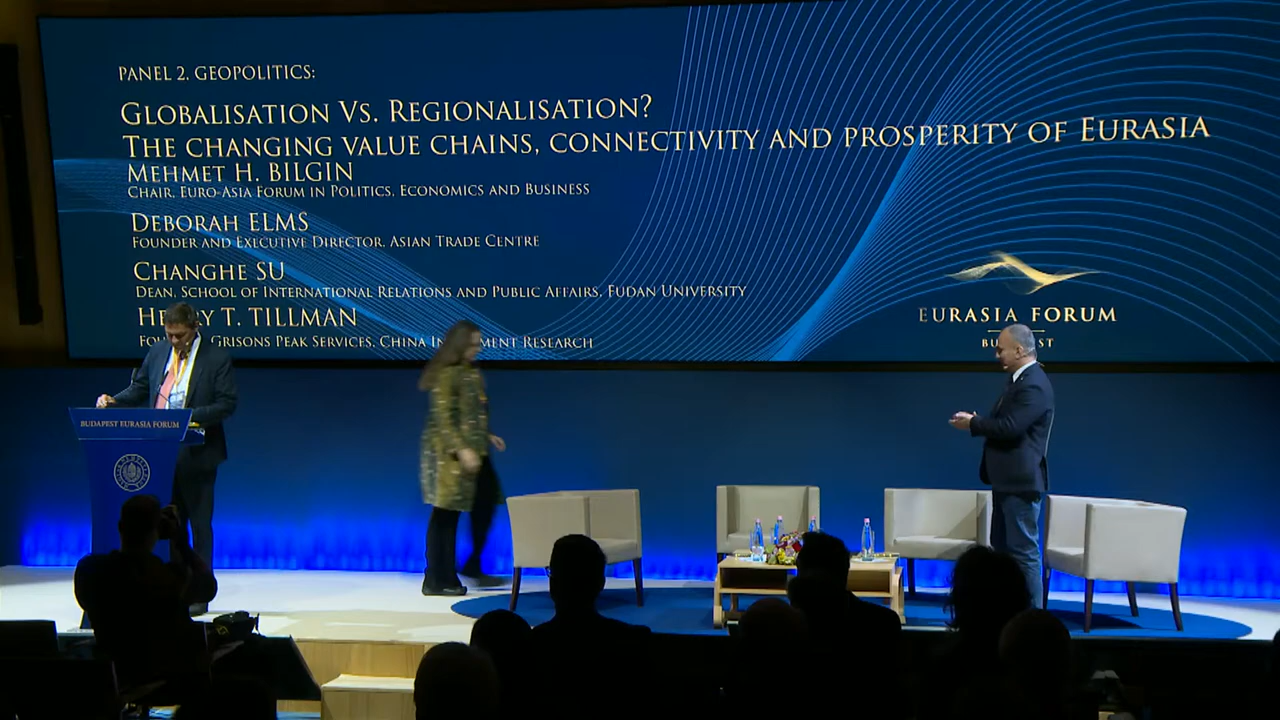 PANEL 2. GEOPOLITICS:
GLOBALISATION VS. REGIONALISATION?
THE CHANGING VALUE CHAINS, CONNECTIVITY AND PROSPERITY OF EURASIA
MEHMET H. BILGIN
CHAIR, EURO-ASIA FORUM IN POLITICS, ECONOMICS AND BUSINESS
DEBORAH ELMS
FOUNDER AND EXECUTIVE DIRECTOR, ASIAN TRADE CENTRE
CHANGHE SU
DEAN, SCHOOL OF INTERNATIONAL RELATIONS AND PUBLIC AFFAIRS, FUDAN UNIVERSITY
T. TILLMAN
GRISONS PEAK SERVICES, CHINA RESEARCH
EURASIA FORUM
BUDAPEST EURASIA FORUM